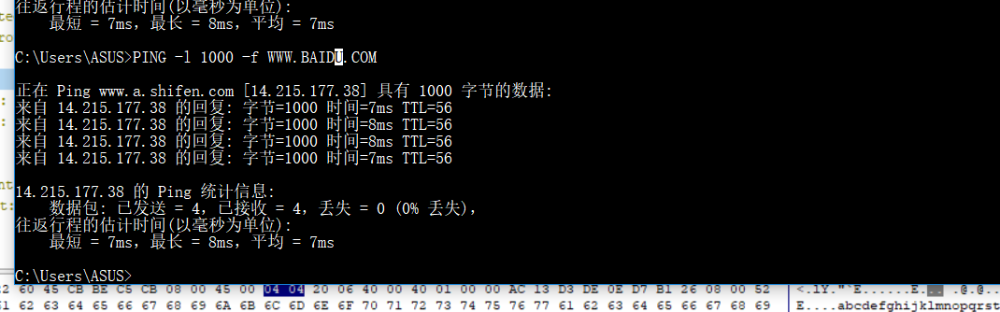 往返行程的估计时间(以毫秒为单位):
最短 = 7ms，最长 = 8ms，平均 = 7ms
C:\Users\ASUS>PING -l 1000 -f WWW.BAIDU.COM
正在 Ping www.a.shifen.com [14.215.177.38] 具有 1000 字节的数据:
来自 14.215.177.38 的回复: 字节=1000 时间=7ms TTL=56
来自 14.215.177.38 的回复: 字节=1000 时间=8ms TTL=56
来自 14.215.177.38 的回复: 字节=1000 时间=8ms TTL=56
来自 14.215.177.38 的回复: 字节=1000 时间=7ms TTL=56
14.215.177.38 的 Ping 统计信息:
数据包: 已发送 = 4，已接收 = 4，丢失 = 0 (0% 丢失)，
往返行程的估计时间(以毫秒为单位):
最短 = 7ms，最长 = 8ms，平均 = 7ms
C:\Users\ASUS>
60 45 CB BE C5 CB 08 00 45 00 04 04 20 06 40 00 40 01 00 00 AC 13 D3 DE 0E D7 B1 26 08 00 52 <.lY."`E......E... .@.@..
62 63 64 65 66 67 68 69 6A 6B 6C 6D 6E 6F 70 71 72 73 74 75 76 77 61 62 63 64 65 66 67 68 69 E....abcdefghijklmnopqrst